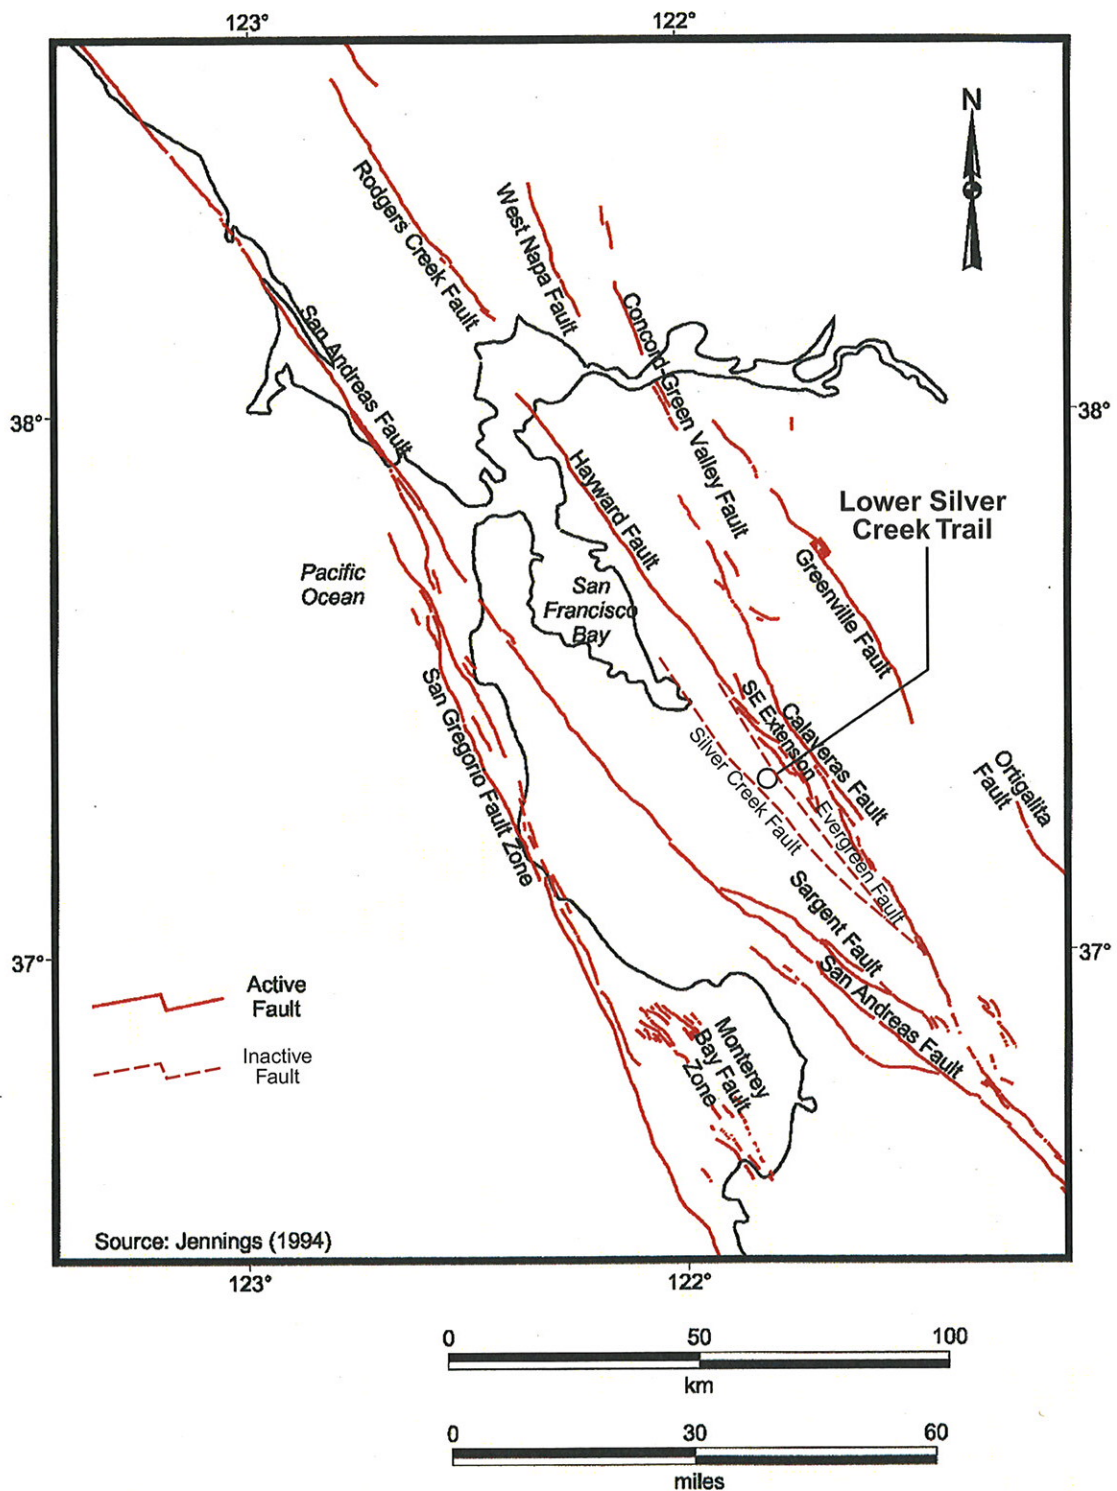 123°
122°
N
Rodgers Creek Fault
West Napa Fault
Concord-Green Valley Fault
San Andreas Fault
38°
38°
Hayward Fault
Lower Silver
Creek Trail
Pacific
Ocean
San
Francisco
Bay
Greenville Fault
San Gregorio Fault Zone
SE Extension
Calaveras Fault
Silver Creek Fault
Evergreen Fault
Ortigalita
Fault
Sargent Fault
San Andreas Fault
37°
37°
Active
Fault
Inactive
Fault
Monterey
Bay Fault
Zone
Source: Jennings (1994)
123°
122°
0
50
100
km
0
30
60
miles